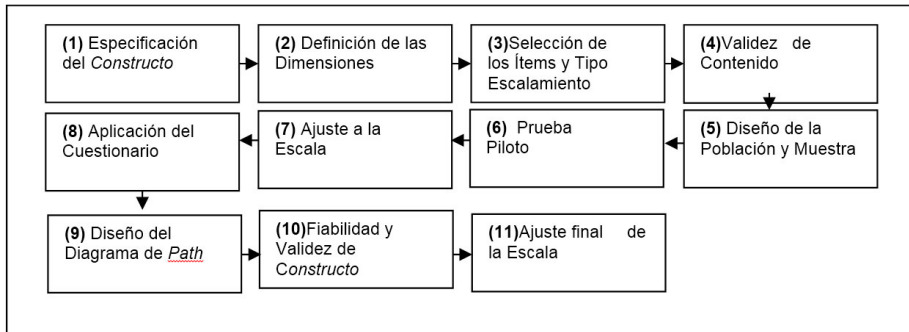 (1) Especificación
del Constructo
(2) Definición de las
Dimensiones
(3)Selección de
los Ítems y Tipo
Escalamiento
(4)Validez de
Contenido
(5) Diseño de la
Población y Muestra
(6) Prueba
Piloto
(7) Ajuste a la
Escala
(8) Aplicación del
Cuestionario
(9) Diseño del
Diagrama de Path
(10)Fiabilidad y
Validez de
Constructo
(11)Ajuste final de
la Escala